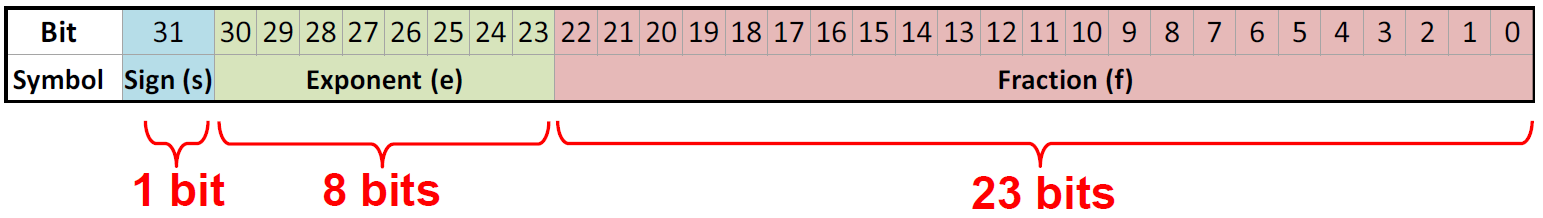 Bit 31 30 29 28 27 26 25 24 23 22 21 20 19 18 17 16 15 14 13 12 11 10 9 8 7 6 5 4 3 2 1 0
Symbol Sign (s) Exponent (e) Fraction (f)
1 bit 8 bits 23 bits